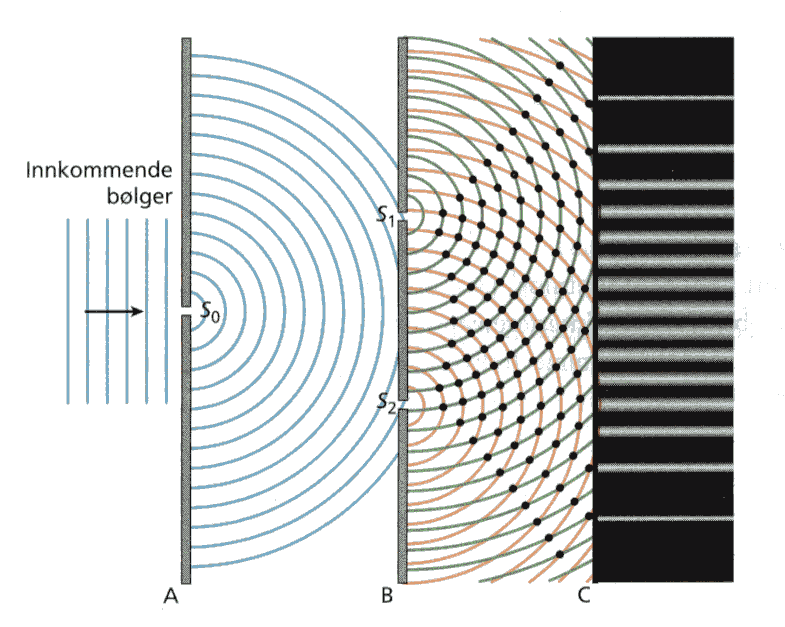 Innkommende
bølger
S₀
S₁
S₂
A
B
C